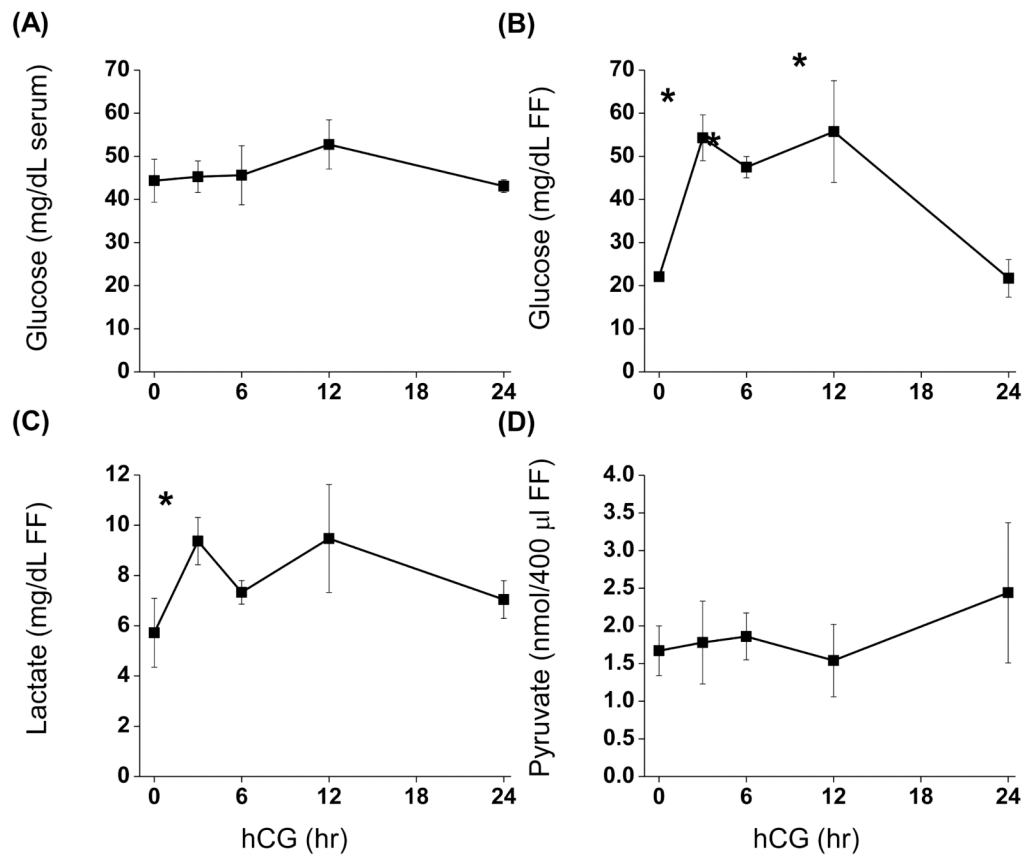 (A)
Glucose (mg/dL serum)
70
60
50
40
30
20
10
0
0 6 12 18 24
(B)
Glucose (mg/dL FF)
70
60
50
40
30
20
10
0
* * *
0 6 12 18 24
(C)
Lactate (mg/dL FF)
12
10
8
6
4
2
0
*
0 6 12 18 24
hCG (hr)
(D)
Pyruvate (nmol/400 μl FF)
4.0
3.5
3.0
2.5
2.0
1.5
1.0
0.5
0.0
0 6 12 18 24
hCG (hr)